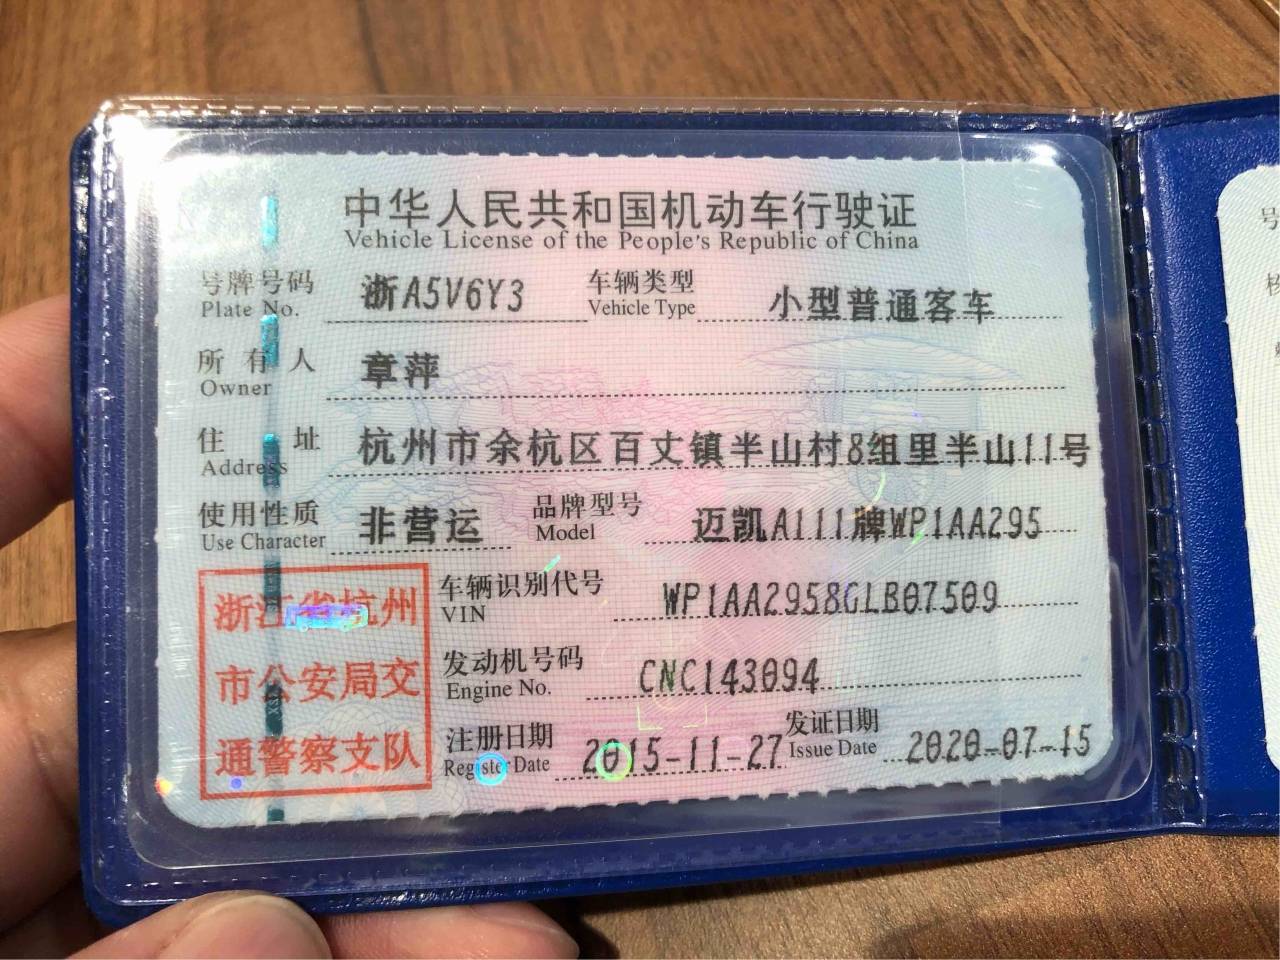 中华人民共和国机动车行驶证
Vehicle License of the People's Republic of China
号牌号码 浙A5V6Y3 车辆类型 小型普通客车
Plate No. Vehicle Type
所有人 章萍
Owner
住址 杭州市余杭区百丈镇半山村8组里半山11号
Address
使用性质 非营运 品牌型号 迈凯A111牌WP1AA295
Use Character Model
浙江省杭州
市公安局交
通警察支队
车辆识别代号 WP1AA2958GLB07509
VIN
发动机号码 CNC143094
Engine No.
注册日期 2015-11-27 发证日期 2020-07-15
Register Date Issue Date
号